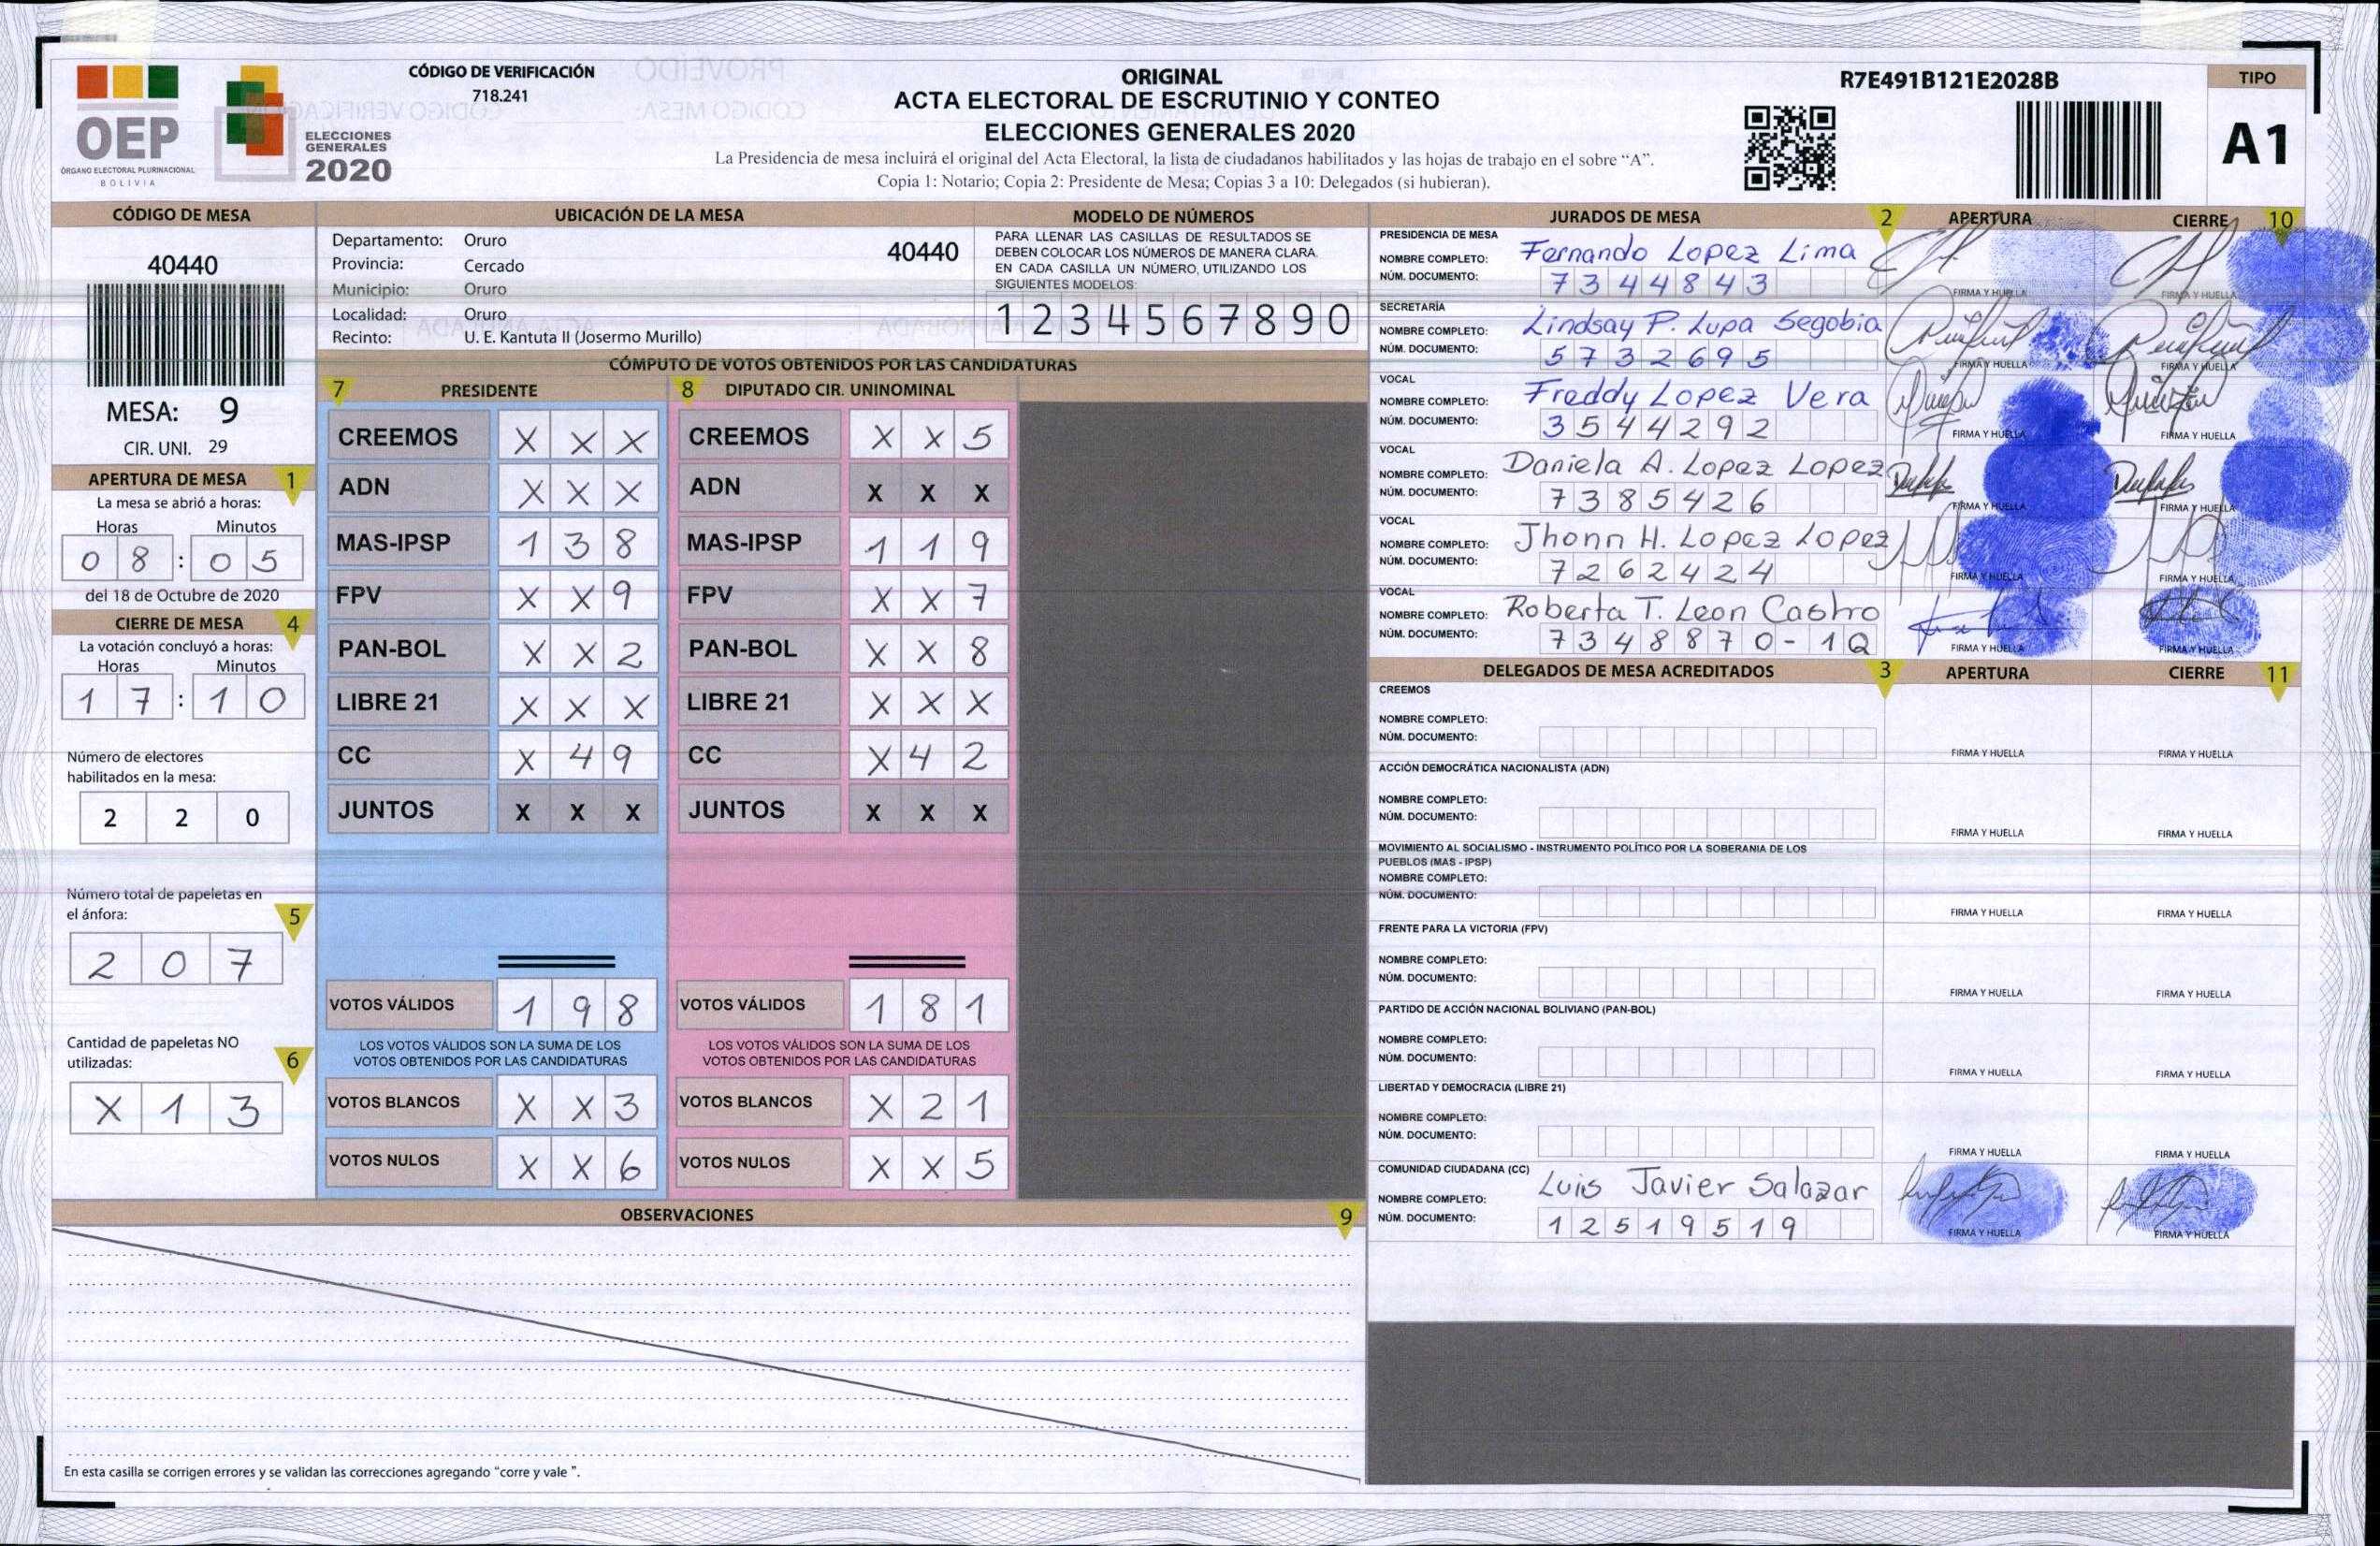 OEP
ÓRGANO ELECTORAL PLURINACIONAL
BOLIVIA
ELECCIONES
GENERALES
2020
CÓDIGO DE VERIFICACIÓN
718.241
ORIGINAL
ACTA ELECTORAL DE ESCRUTINIO Y CONTEO
ELECCIONES GENERALES 2020
La Presidencia de mesa incluirá el original del Acta Electoral, la lista de ciudadanos habilitados y las hojas de trabajo en el sobre “A”.
Copia 1: Notario; Copia 2: Presidente de Mesa; Copias 3 a 10: Delegados (si hubieran).
R7E491B121E2028B
TIPO
A1
CÓDIGO DE MESA
40440
MESA: 9
CIR. UNI. 29
APERTURA DE MESA 1
La mesa se abrió a horas:
Horas Minutos
0 8 : 0 5
del 18 de Octubre de 2020
CIERRE DE MESA 4
La votación concluyó a horas:
Horas Minutos
1 7 : 1 0
Número de electores
habilitados en la mesa:
2 2 0
Número total de papeletas en
el ánfora: 5
2 0 7
Cantidad de papeletas NO
utilizadas: 6
X 1 3
UBICACIÓN DE LA MESA
Departamento: Oruro 40440
Provincia: Cercado
Municipio: Oruro
Localidad: Oruro
Recinto: U. E. Kantuta II (Josermo Murillo)
MODELO DE NÚMEROS
PARA LLENAR LAS CASILLAS DE RESULTADOS SE
DEBEN COLOCAR LOS NÚMEROS DE MANERA CLARA.
EN CADA CASILLA UN NÚMERO, UTILIZANDO LOS
SIGUIENTES MODELOS:
1 2 3 4 5 6 7 8 9 0
CÓMPUTO DE VOTOS OBTENIDOS POR LAS CANDIDATURAS
7 PRESIDENTE 8 DIPUTADO CIR. UNINOMINAL
CREEMOS X X X CREEMOS X X 5
ADN X X X ADN X X X
MAS-IPSP 1 3 8 MAS-IPSP 1 1 9
FPV X X 9 FPV X X 7
PAN-BOL X X 2 PAN-BOL X X 8
LIBRE 21 X X X LIBRE 21 X X X
CC X 4 9 CC X 4 2
JUNTOS X X X JUNTOS X X X
VOTOS VÁLIDOS 1 9 8 VOTOS VÁLIDOS 1 8 1
LOS VOTOS VÁLIDOS SON LA SUMA DE LOS LOS VOTOS VÁLIDOS SON LA SUMA DE LOS
VOTOS OBTENIDOS POR LAS CANDIDATURAS VOTOS OBTENIDOS POR LAS CANDIDATURAS
VOTOS BLANCOS X X 3 VOTOS BLANCOS X 2 1
VOTOS NULOS X X 6 VOTOS NULOS X X 5
OBSERVACIONES 9
En esta casilla se corrigen errores y se validan las correcciones agregando “corre y vale ”.
JURADOS DE MESA 2 APERTURA CIERRE 10
PRESIDENCIA DE MESA
NOMBRE COMPLETO: Fernando Lopez Lima
NÚM. DOCUMENTO: 7 3 4 4 8 4 3
FIRMA Y HUELLA FIRMA Y HUELLA
SECRETARÍA
NOMBRE COMPLETO: Lindsay P. Lupa Segobia
NÚM. DOCUMENTO: 5 7 3 2 6 9 5
FIRMA Y HUELLA FIRMA Y HUELLA
VOCAL
NOMBRE COMPLETO: Freddy Lopez Vera
NÚM. DOCUMENTO: 3 5 4 4 2 9 2
FIRMA Y HUELLA FIRMA Y HUELLA
VOCAL
NOMBRE COMPLETO: Daniela A. Lopez Lopez
NÚM. DOCUMENTO: 7 3 8 5 4 2 6
FIRMA Y HUELLA FIRMA Y HUELLA
VOCAL
NOMBRE COMPLETO: Jhonn H. Lopez Lopez
NÚM. DOCUMENTO: 7 2 6 2 4 2 4
FIRMA Y HUELLA FIRMA Y HUELLA
VOCAL
NOMBRE COMPLETO: Roberta T. Leon Castro
NÚM. DOCUMENTO: 7 3 4 8 8 7 0 - 1 Q
FIRMA Y HUELLA FIRMA Y HUELLA
DELEGADOS DE MESA ACREDITADOS 3 APERTURA CIERRE 11
CREEMOS
NOMBRE COMPLETO:
NÚM. DOCUMENTO:
FIRMA Y HUELLA FIRMA Y HUELLA
ACCIÓN DEMOCRÁTICA NACIONALISTA (ADN)
NOMBRE COMPLETO:
NÚM. DOCUMENTO:
FIRMA Y HUELLA FIRMA Y HUELLA
MOVIMIENTO AL SOCIALISMO - INSTRUMENTO POLÍTICO POR LA SOBERANIA DE LOS
PUEBLOS (MAS - IPSP)
NOMBRE COMPLETO:
NÚM. DOCUMENTO:
FIRMA Y HUELLA FIRMA Y HUELLA
FRENTE PARA LA VICTORIA (FPV)
NOMBRE COMPLETO:
NÚM. DOCUMENTO:
FIRMA Y HUELLA FIRMA Y HUELLA
PARTIDO DE ACCIÓN NACIONAL BOLIVIANO (PAN-BOL)
NOMBRE COMPLETO:
NÚM. DOCUMENTO:
FIRMA Y HUELLA FIRMA Y HUELLA
LIBERTAD Y DEMOCRACIA (LIBRE 21)
NOMBRE COMPLETO:
NÚM. DOCUMENTO:
FIRMA Y HUELLA FIRMA Y HUELLA
COMUNIDAD CIUDADANA (CC)
NOMBRE COMPLETO: Luis Javier Salazar
NÚM. DOCUMENTO: 1 2 5 1 9 5 1 9
FIRMA Y HUELLA FIRMA Y HUELLA